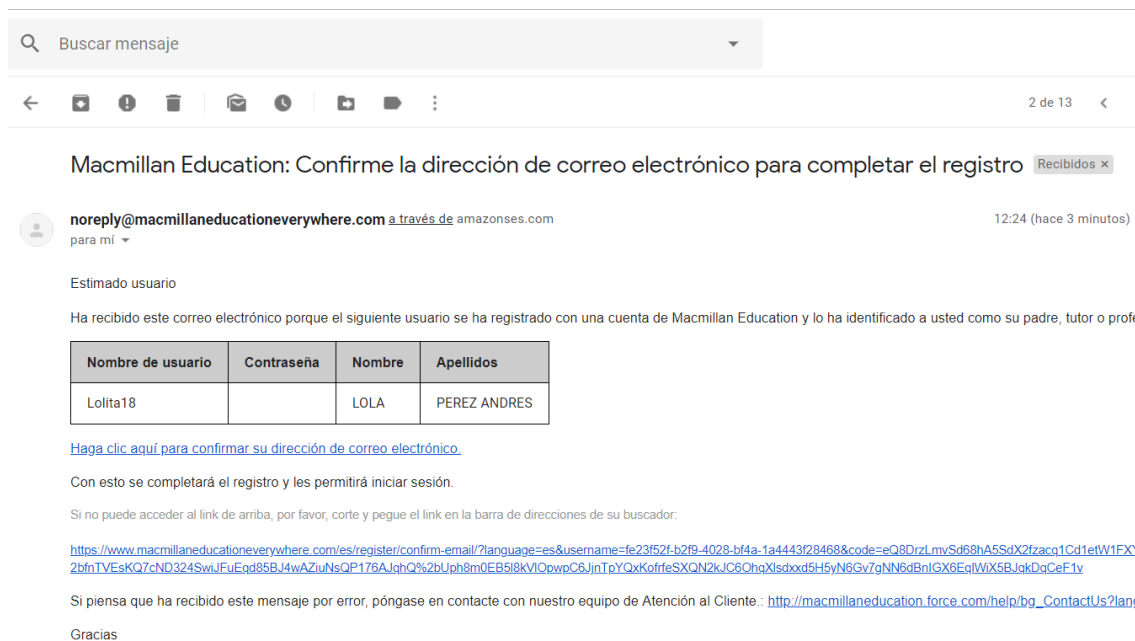 Buscar mensaje
2 de 13
Macmillan Education: Confirme la dirección de correo electrónico para completar el registro Recibidos ×
noreply@macmillaneducationeverywhere.com a través de amazonses.com 12:24 (hace 3 minutos)
para mí
Estimado usuario
Ha recibido este correo electrónico porque el siguiente usuario se ha registrado con una cuenta de Macmillan Education y lo ha identificado a usted como su padre, tutor o profe
Nombre de usuario Contraseña Nombre Apellidos
Lolita18 LOLA PEREZ ANDRES
Haga clic aquí para confirmar su dirección de correo electrónico.
Con esto se completará el registro y les permitirá iniciar sesión.
Si no puede acceder al link de arriba, por favor, corte y pegue el link en la barra de direcciones de su buscador:
https://www.macmillaneducationeverywhere.com/es/register/confirm-email/?language=es&username=fe23f52f-b2f9-4028-bf4a-1a4443f28468&code=eQ8DrzLmvSd68hA5SdX2fzacq1Cd1etW1FXY
2bfnTVEsKQ7cND324SwiJFuEqd85BJ4wAZiuNsQP176AJqhQ%2bUph8m0EB5I8kVIOpwpC6JjnTpYQxKofrfeSXQN2kJC6OhqXIsdxxd5H5yN6Gv7gNN6dBnIGX6EqlWiX5BJqkDqCeF1v
Si piensa que ha recibido este mensaje por error, póngase en contacte con nuestro equipo de Atención al Cliente.: http://macmillaneducation.force.com/help/bg_ContactUs?lang
Gracias